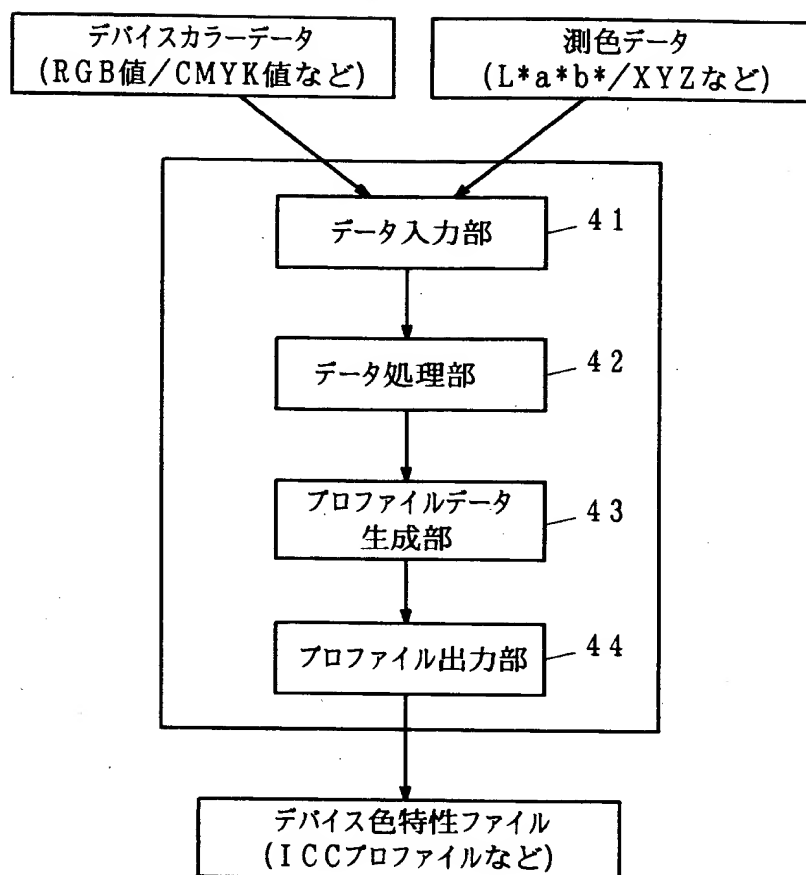 デバイスカラーデータ
(RGB値／CMYK値など)
測色データ
(L*a*b*/XYZなど)
データ入力部
41
データ処理部
42
プロファイルデータ
生成部
43
プロファイル出力部
44
デバイス色特性ファイル
(ICCプロファイルなど)